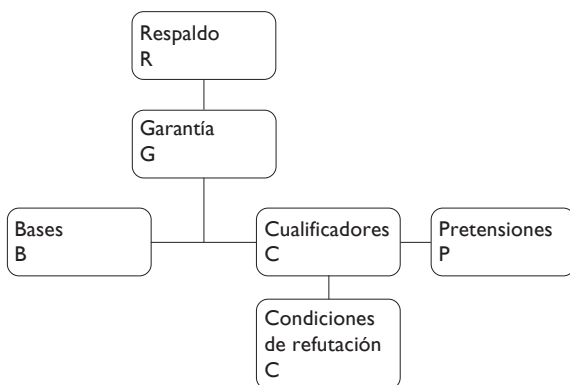 Respaldo
R
Garantía
G
Bases
B
Cualificadores
C
Pretensiones
P
Condiciones
de refutación
C